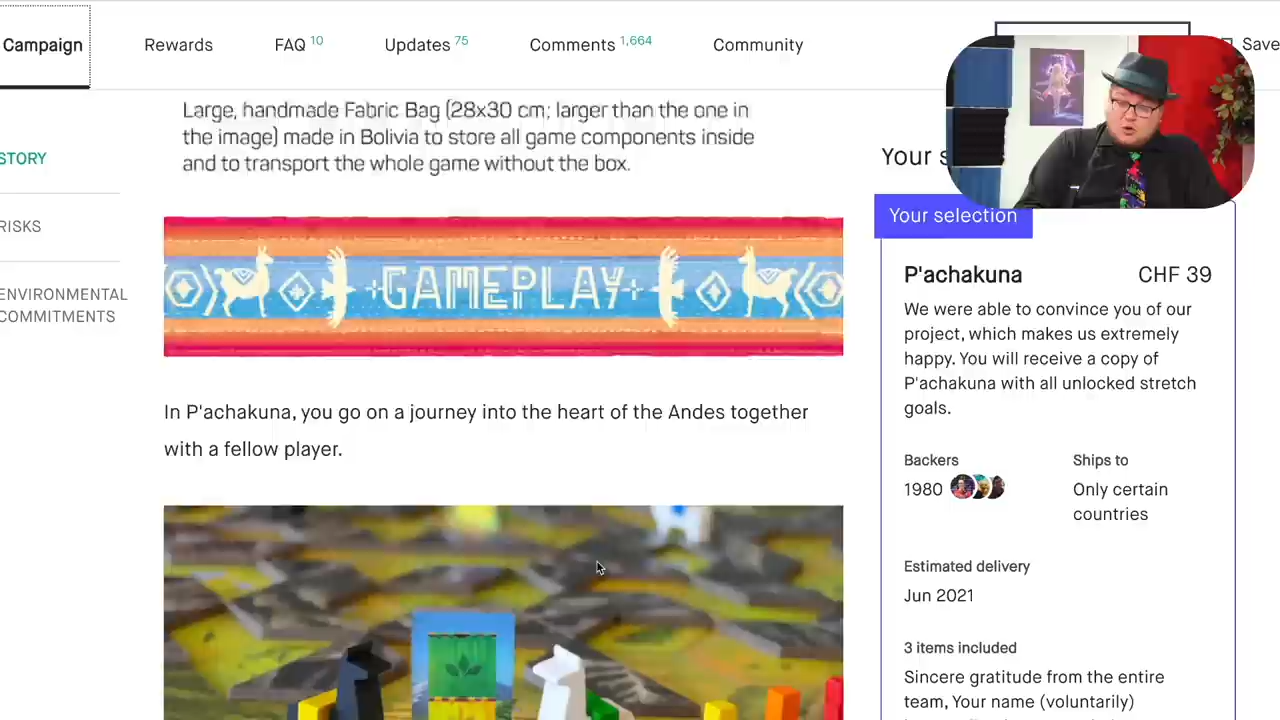 Campaign
Rewards
FAQ 10
Updates 75
Comments 1,664
Community
Save
STORY
RISKS
ENVIRONMENTAL
COMMITMENTS
Large, handmade Fabric Bag (28x30 cm; larger than the one in
the image) made in Bolivia to store all game components inside
and to transport the whole game without the box.
GAMEPLAY
In P'achakuna, you go on a journey into the heart of the Andes together
with a fellow player.
Your s
Your selection
P'achakuna CHF 39
We were able to convince you of our
project, which makes us extremely
happy. You will receive a copy of
P'achakuna with all unlocked stretch
goals.
Backers
1980
Ships to
Only certain
countries
Estimated delivery
Jun 2021
3 items included
Sincere gratitude from the entire
team, Your name (voluntarily)